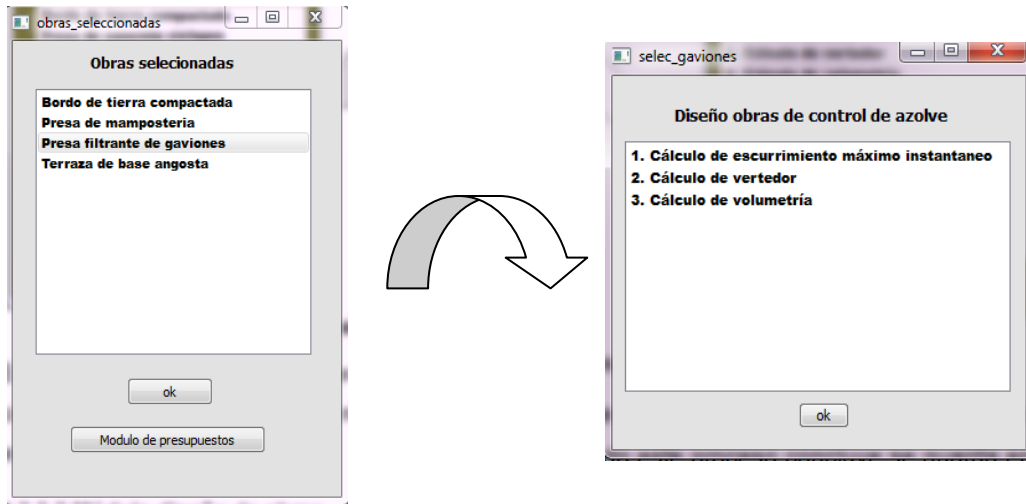 obras_seleccionadas
Obras selecionadas
Bordo de tierra compactada
Presa de mamposteria
Presa filtrante de gaviones
Terraza de base angosta
ok
Modulo de presupuestos
selec_gaviones
Diseño obras de control de azolve
1. Cálculo de escurrimiento máximo instantaneo
2. Cálculo de vertedor
3. Cálculo de volumetría
ok